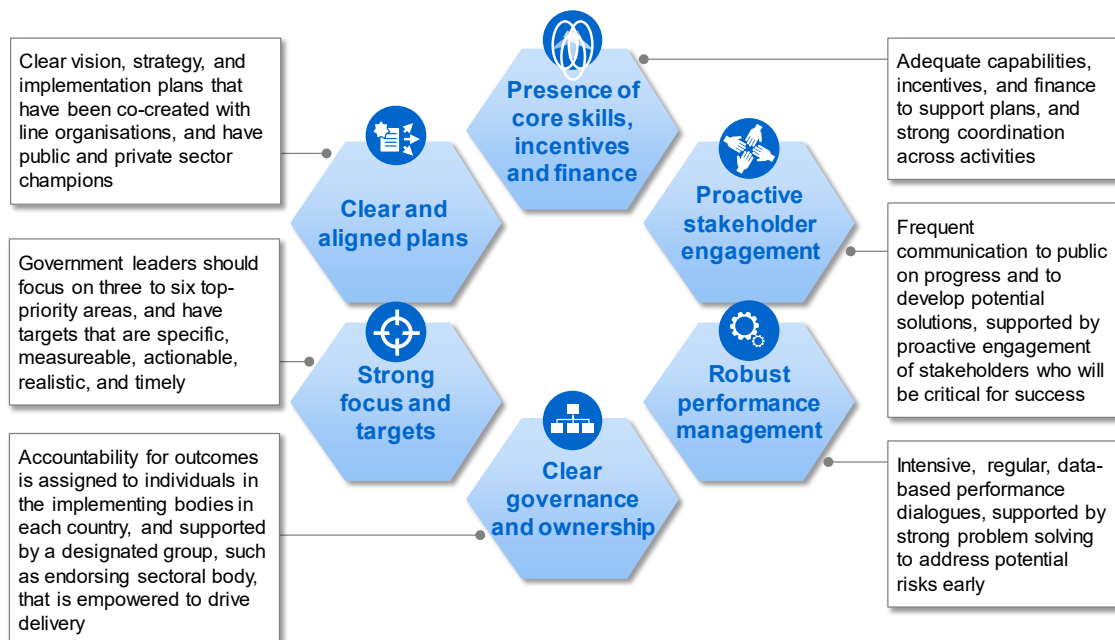 Clear vision, strategy, and
implementation plans that
have been co-created with
line organisations, and have
public and private sector
champions
Government leaders should
focus on three to six top-
priority areas, and have
targets that are specific,
measureable, actionable,
realistic, and timely
Accountability for outcomes
is assigned to individuals in
the implementing bodies in
each country, and supported
by a designated group, such
as endorsing sectoral body,
that is empowered to drive
delivery
Presence of
core skills,
incentives
and finance
Clear and
aligned plans
Proactive
stakeholder
engagement
Strong
focus and
targets
Robust
performance
management
Clear
governance
and ownership
Adequate capabilities,
incentives, and finance
to support plans, and
strong coordination
across activities
Frequent
communication to public
on progress and to
develop potential
solutions, supported by
proactive engagement
of stakeholders who will
be critical for success
Intensive, regular, data-
based performance
dialogues, supported by
strong problem solving
to address potential
risks early